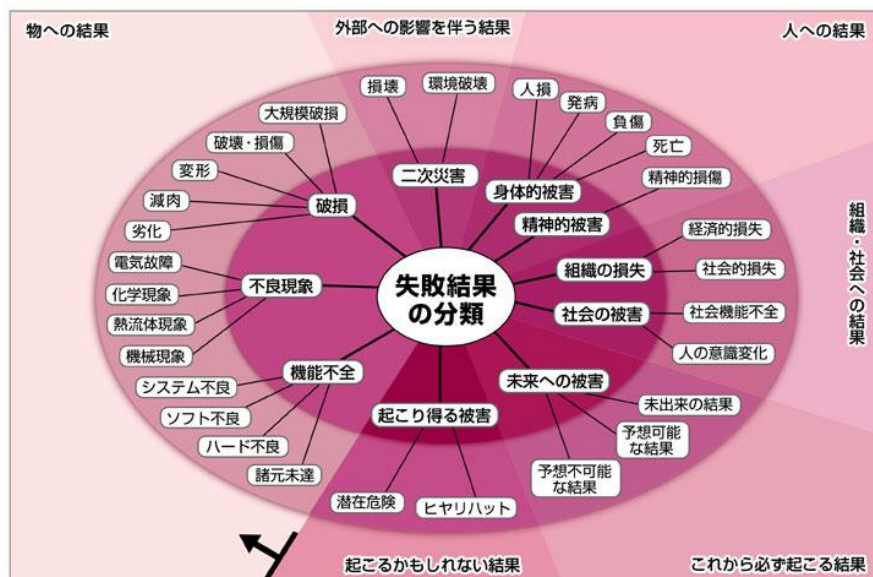 物への結果
外部への影響を伴う結果
人への結果
損壊
環境破壊
人損
発病
負傷
死亡
精神的損傷
大規模破損
破壊・損傷
変形
減肉
劣化
破損
二次災害
身体的被害
精神的被害
経済的損失
社会的損失
組織の損失
社会の被害
社会機能不全
人の意識変化
組織・社会への結果
電気故障
化学現象
熱流体現象
機械現象
不良現象
失敗結果
の分類
機能不全
システム不良
ソフト不良
ハード不良
諸元未達
起こり得る被害
潜在危険
ヒヤリハット
未来への被害
未出来の結果
予想可能
な結果
予想不可能
な結果
起こるかもしれない結果
これから必ず起こる結果